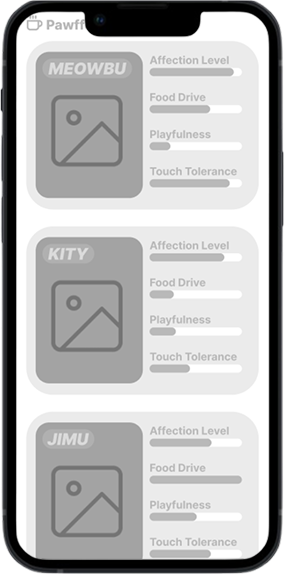 Pawff
MEOWBU
Affection Level
Food Drive
Playfulness
Touch Tolerance
KITY
Affection Level
Food Drive
Playfulness
Touch Tolerance
JIMU
Affection Level
Food Drive
Playfulness
Touch Tolerance